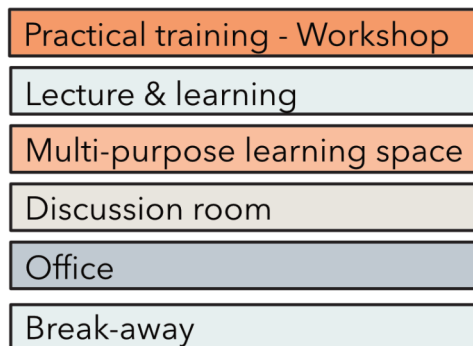 Practical training - Workshop
Lecture & learning
Multi-purpose learning space
Discussion room
Office
Break-away